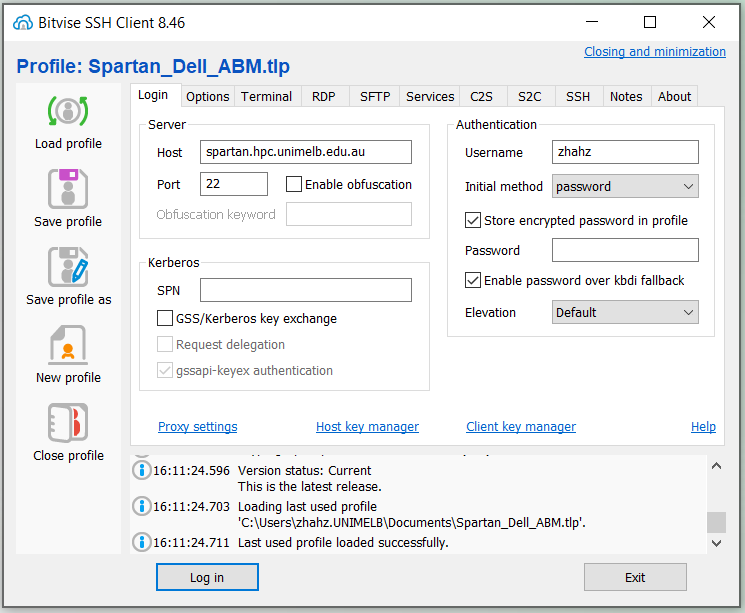 Bitvise SSH Client 8.46
Closing and minimization
Profile: Spartan_Dell_ABM.tlp
Load profile
Save profile
Save profile as
New profile
Close profile
Login Options Terminal RDP SFTP Services C2S S2C SSH Notes About
Server
Host spartan.hpc.unimelb.edu.au
Port 22 Enable obfuscation
Obfuscation keyword
Kerberos
SPN
GSS/Kerberos key exchange
Request delegation
gssapi-keyex authentication
Authentication
Username zhahz
Initial method password
Store encrypted password in profile
Password
Enable password over kbdi fallback
Elevation Default
Proxy settings Host key manager Client key manager Help
16:11:24.596 Version status: Current
This is the latest release.
16:11:24.703 Loading last used profile
'C:\Users\zhahz.UNIMELB\Documents\Spartan_Dell_ABM.tlp'.
16:11:24.711 Last used profile loaded successfully.
Log in Exit